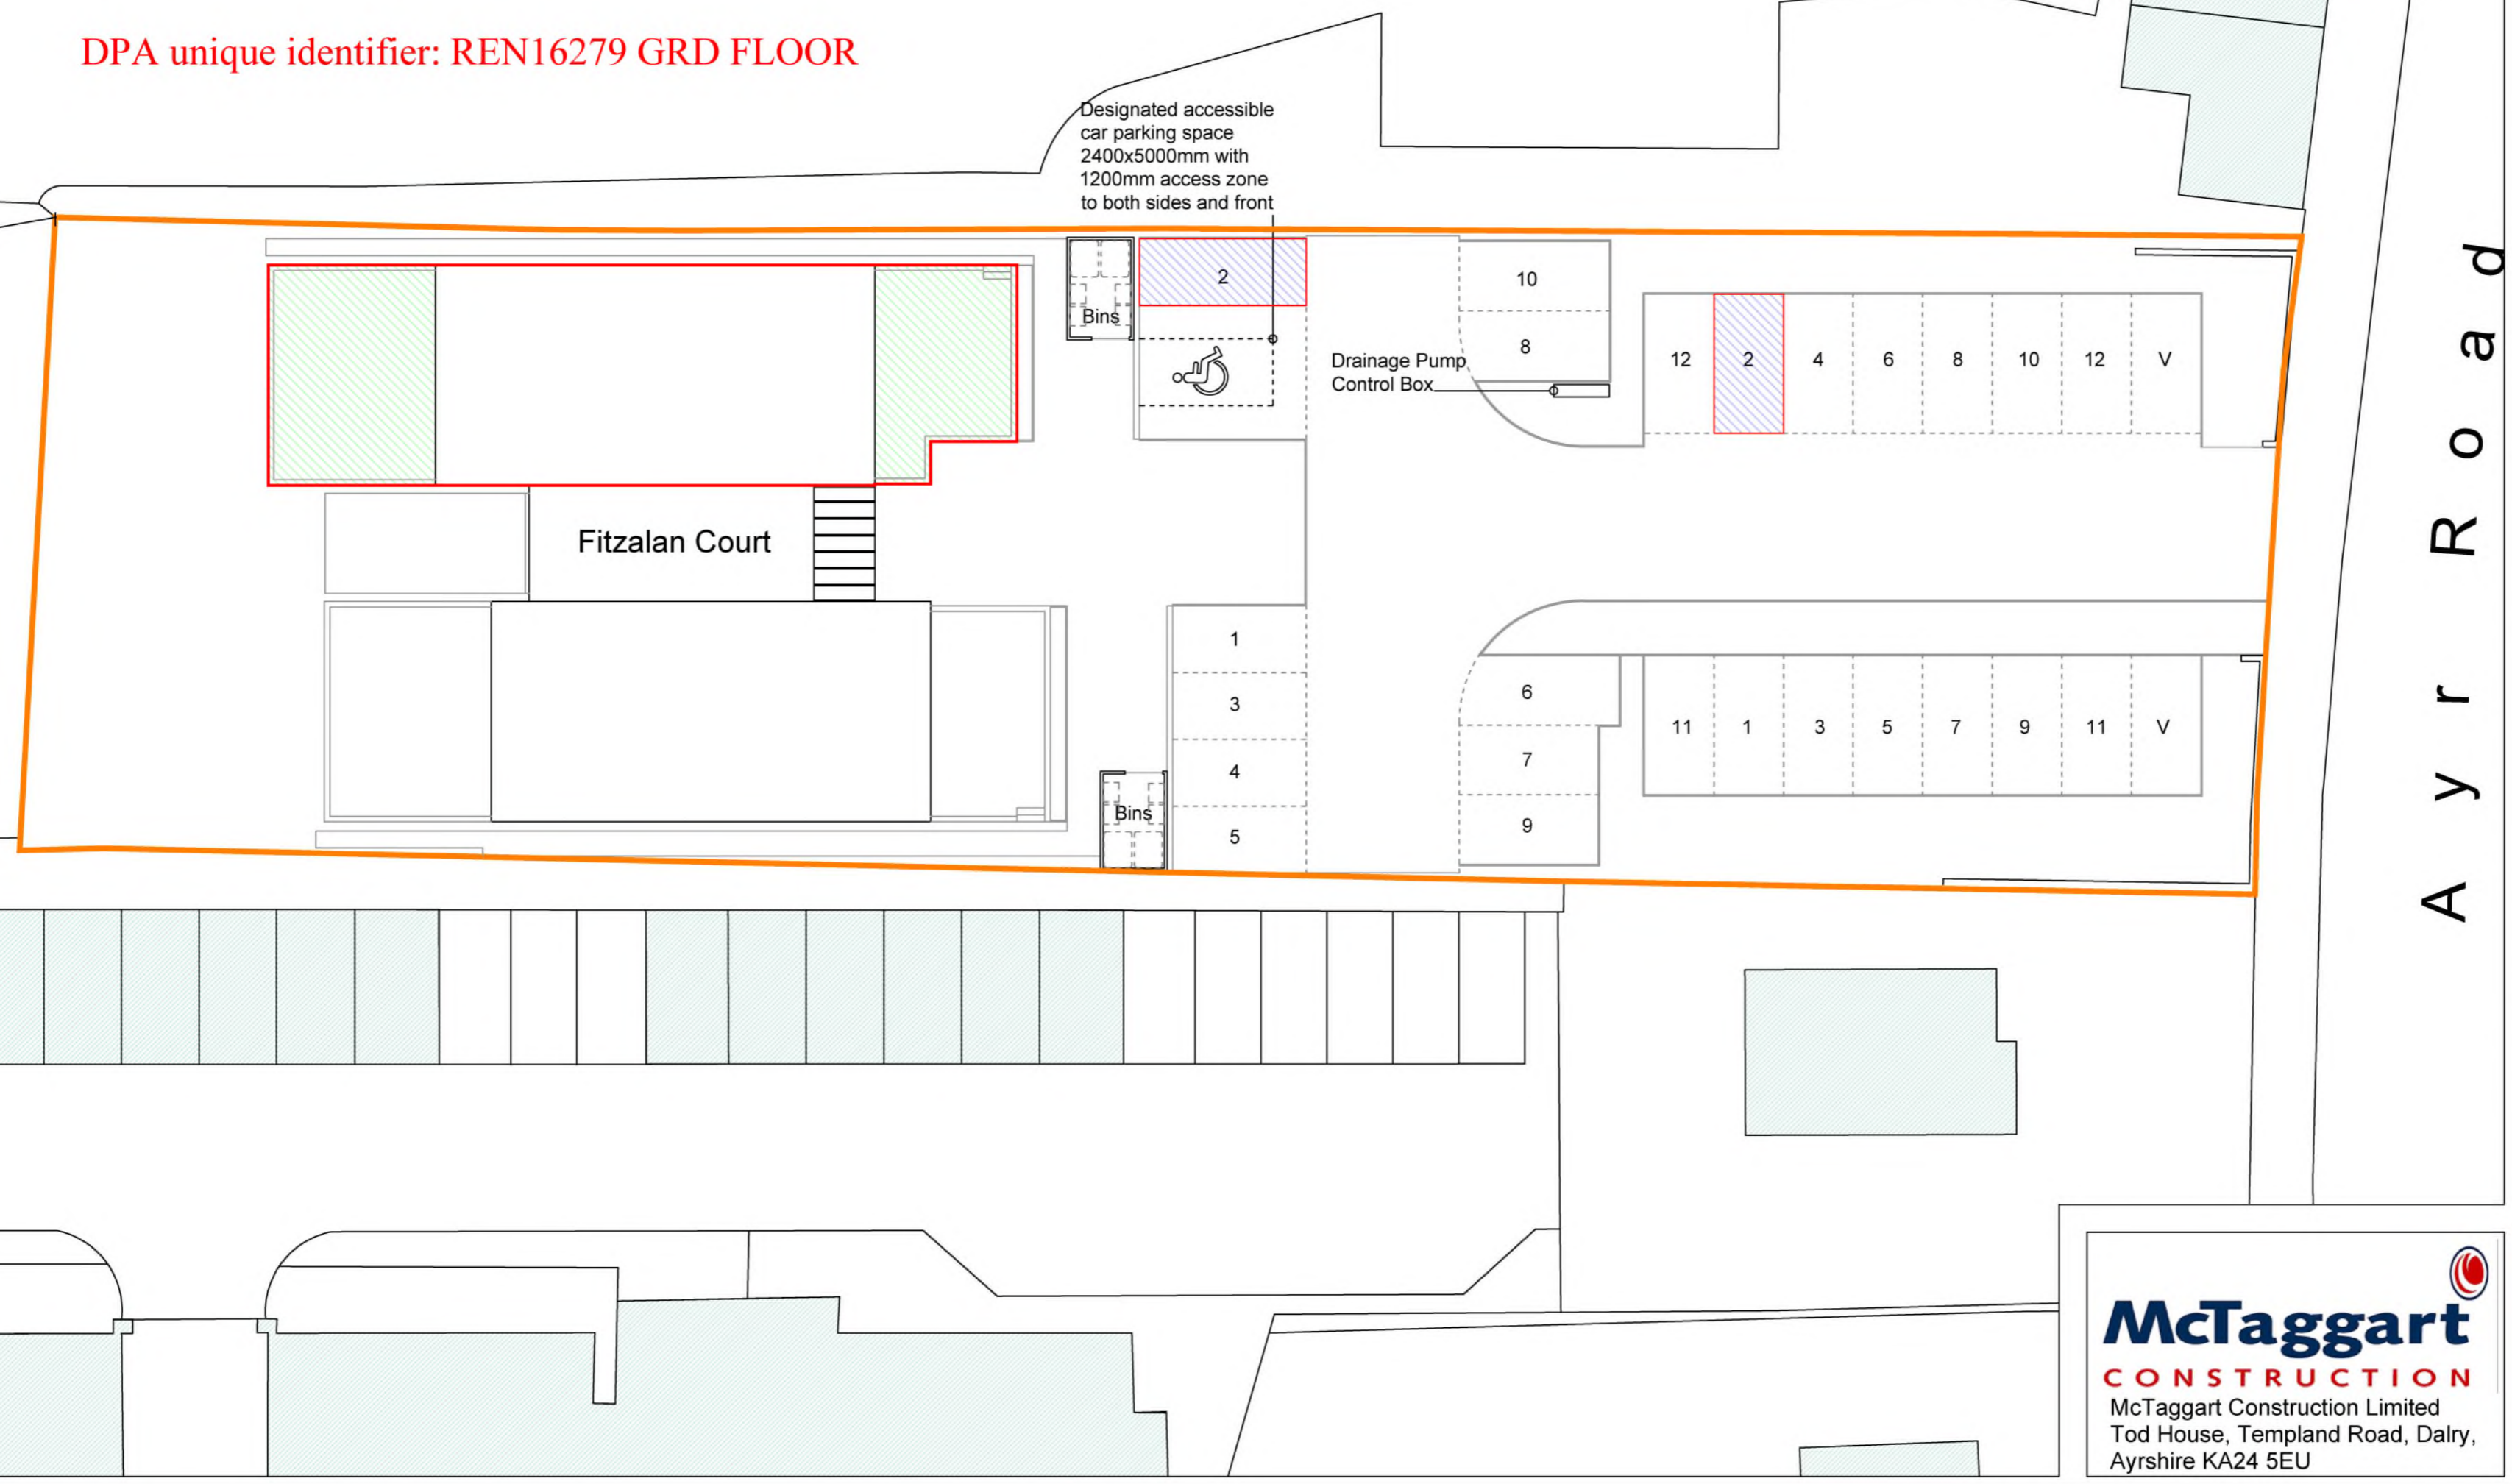 DPA unique identifier: REN16279 GRD FLOOR
Designated accessible
car parking space
2400x5000mm with
1200mm access zone
to both sides and front
Bins
2
10
8
Drainage Pump
Control Box
12 2 4 6 8 10 12 V
Fitzalan Court
1
3
4
5
Bins
6
7
9
11 1 3 5 7 9 11 V
Ayr Road
McTaggart
CONSTRUCTION
McTaggart Construction Limited
Tod House, Templand Road, Dalry,
Ayrshire KA24 5EU